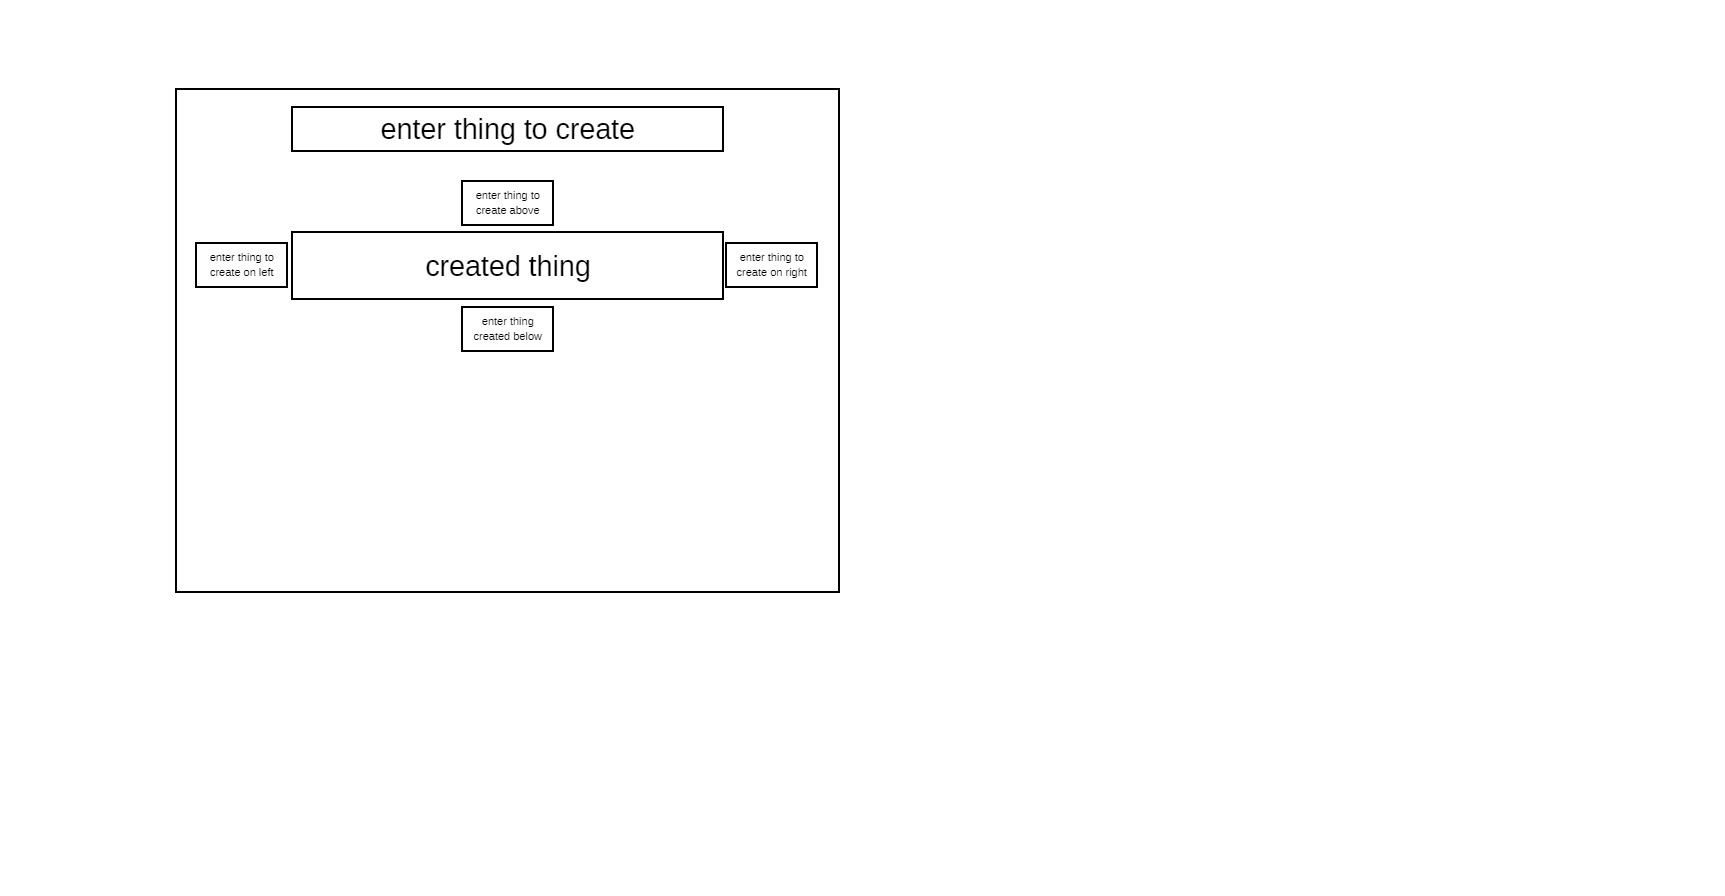 enter thing to create
enter thing to
create above
enter thing to
create on left
created thing
enter thing to
create on right
enter thing
created below